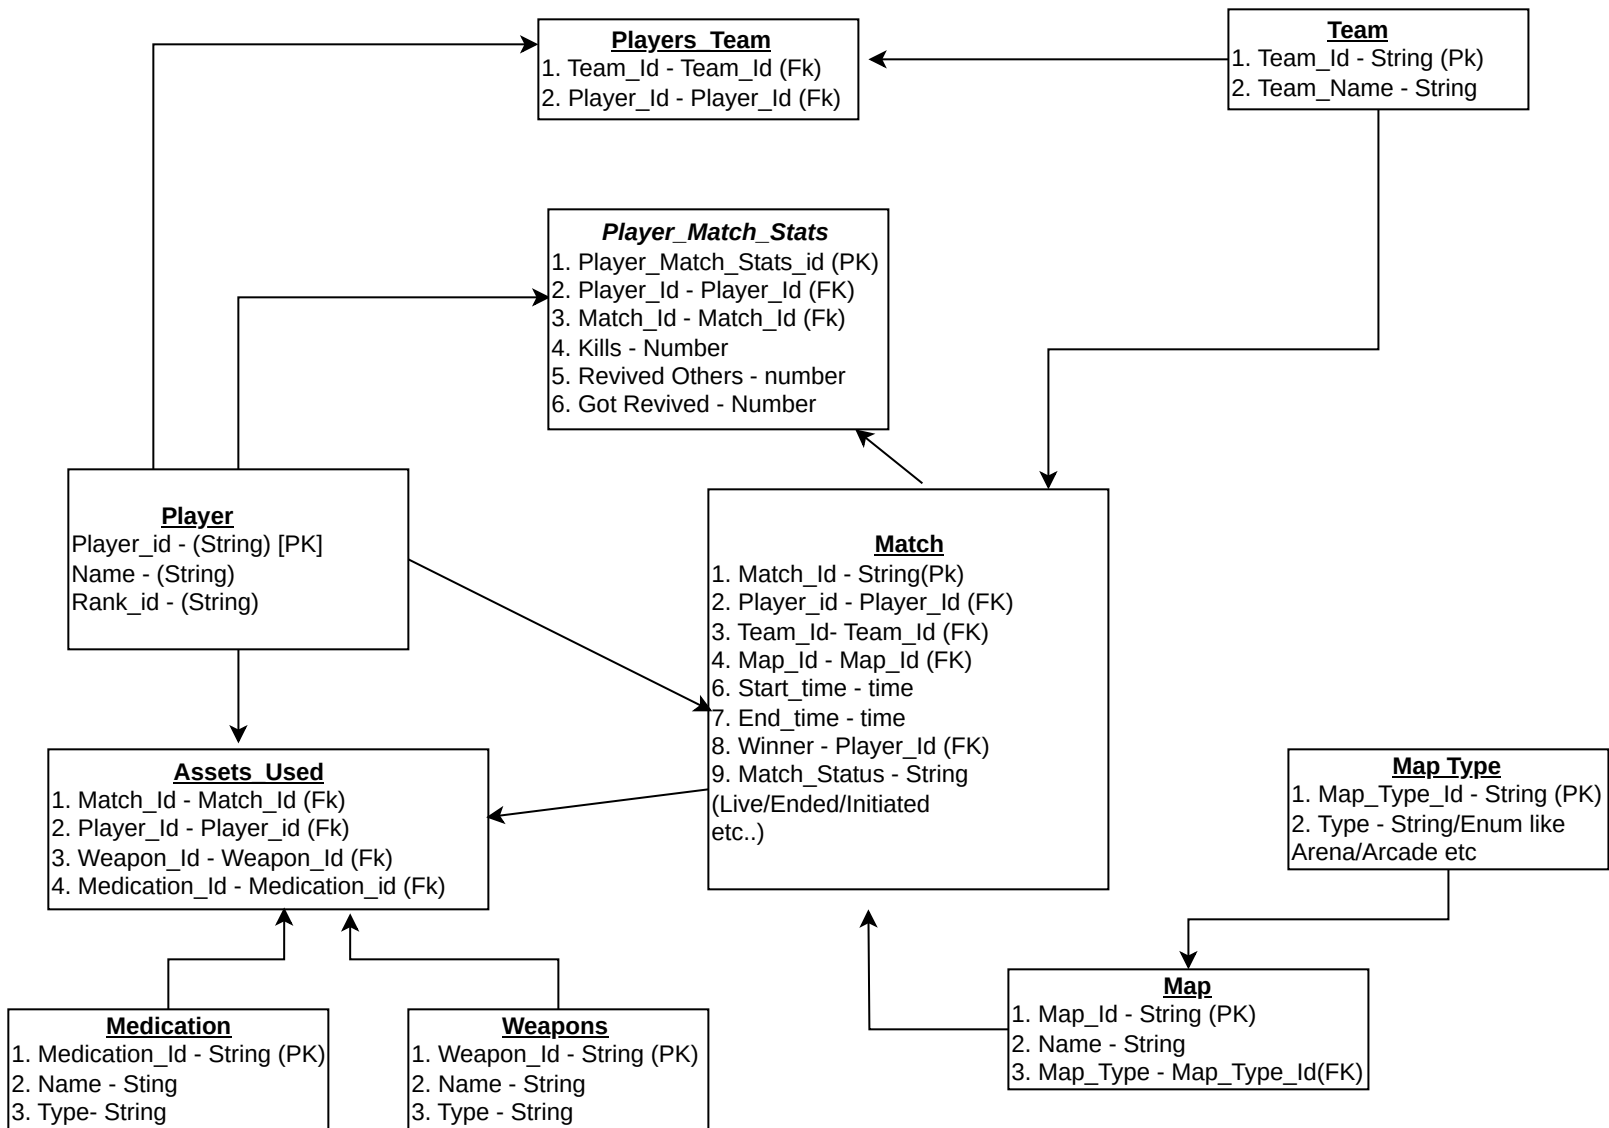 Players_Team
1. Team_Id - Team_Id (Fk)
2. Player_Id - Player_Id (Fk)
Team
1. Team_Id - String (Pk)
2. Team_Name - String
Player_Match_Stats
1. Player_Match_Stats_id (PK)
2. Player_Id - Player_Id (FK)
3. Match_Id - Match_Id (Fk)
4. Kills - Number
5. Revived Others - number
6. Got Revived - Number
Player
Player_id - (String) [PK]
Name - (String)
Rank_id - (String)
Match
1. Match_Id - String(Pk)
2. Player_id - Player_Id (FK)
3. Team_Id- Team_Id (FK)
4. Map_Id - Map_Id (FK)
6. Start_time - time
7. End_time - time
8. Winner - Player_Id (FK)
9. Match_Status - String
(Live/Ended/Initiated
etc..)
Assets_Used
1. Match_Id - Match_Id (Fk)
2. Player_Id - Player_id (Fk)
3. Weapon_Id - Weapon_Id (Fk)
4. Medication_Id - Medication_id (Fk)
Map Type
1. Map_Type_Id - String (PK)
2. Type - String/Enum like
Arena/Arcade etc
Map
1. Map_Id - String (PK)
2. Name - String
3. Map_Type - Map_Type_Id(FK)
Medication
1. Medication_Id - String (PK)
2. Name - Sting
3. Type- String
Weapons
1. Weapon_Id - String (PK)
2. Name - String
3. Type - String